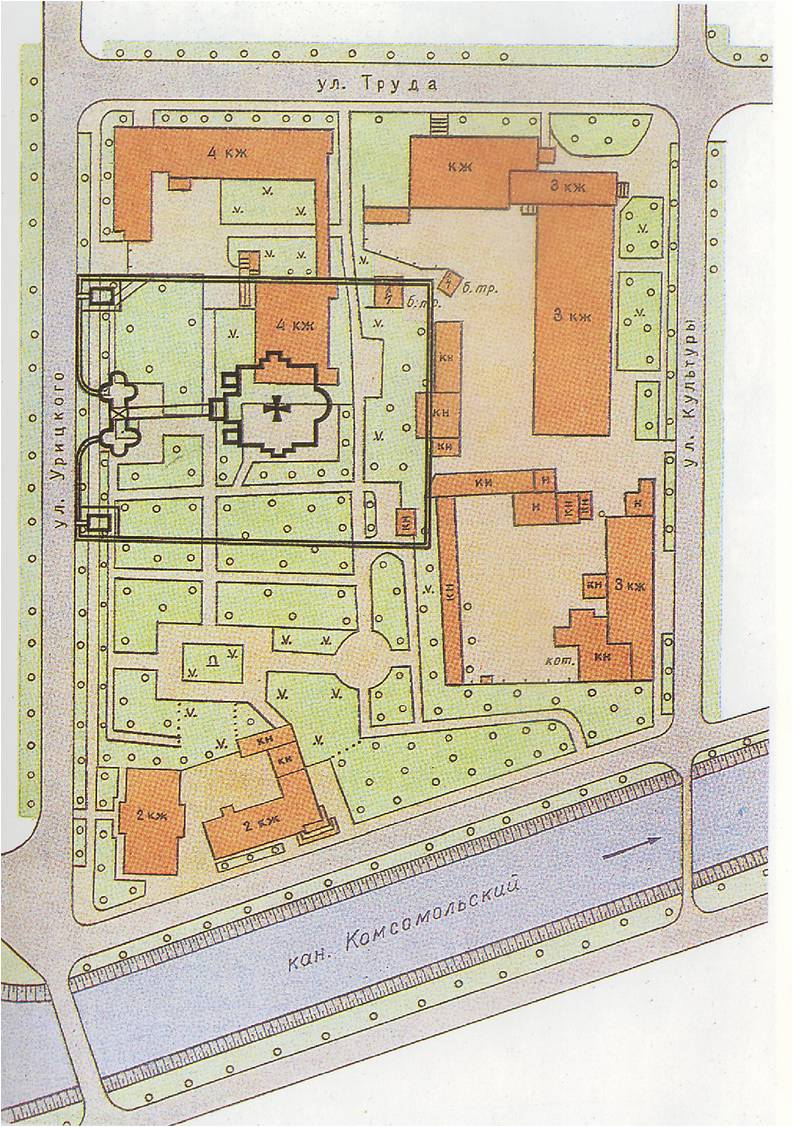 ул. Труда
4 кж
кж
3 кж
б. тр.
б. тр.
4 кж
3 кж
кн
кн
кн
ул. Урицкого
ул. Культуры
кн
н
н
кн
кн
н
кн
кн
3 кж
кн
кот.
кн
п
кн
кн
2 кж
2 кж
кан. Комсомольский